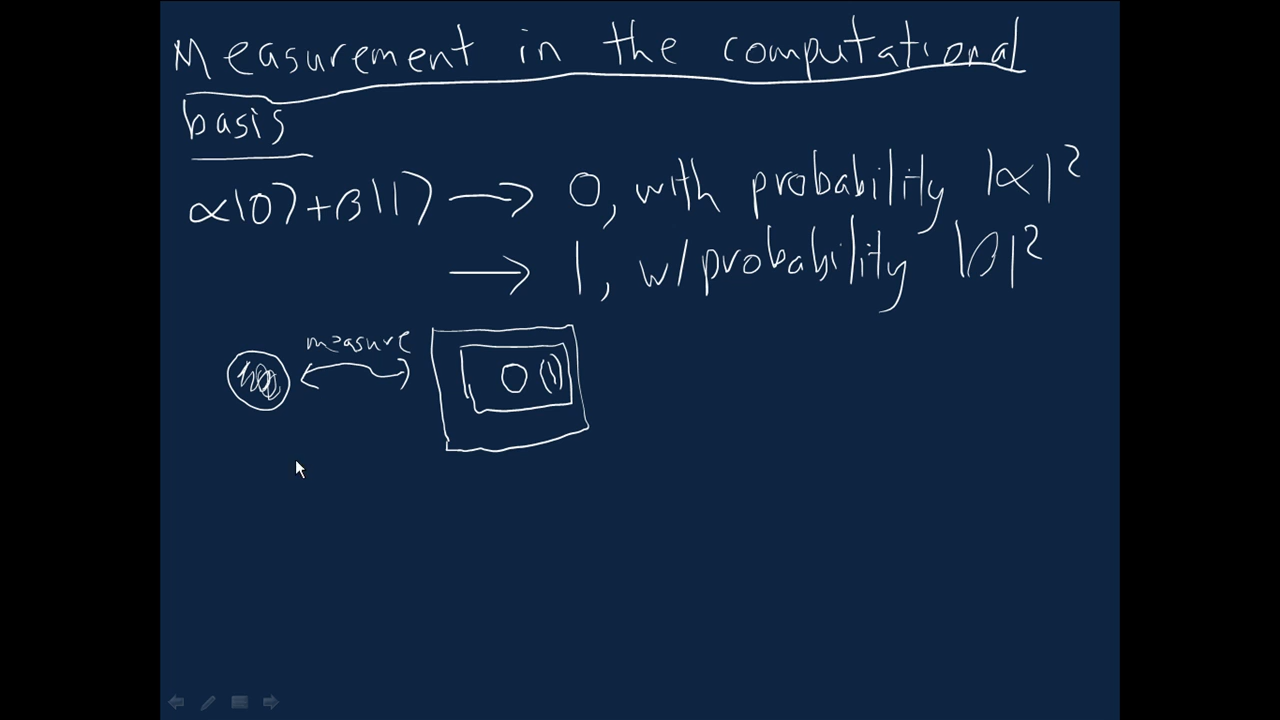 Measurement in the computational
basis
α|0⟩+β|1⟩ → 0, with probability |α|²
→ 1, w/probability |β|²
measure
0 (1)